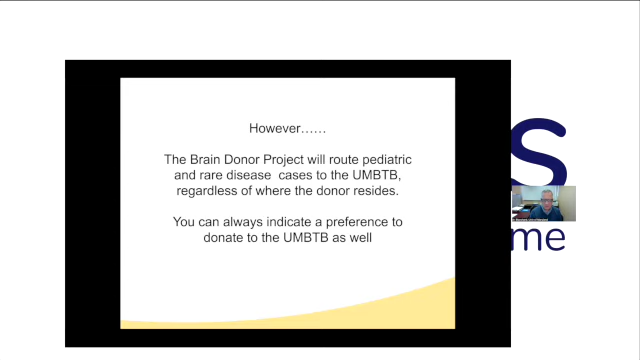 However……
The Brain Donor Project will route pediatric
and rare disease cases to the UMBTB,
regardless of where the donor resides.
You can always indicate a preference to
donate to the UMBTB as well
s
me